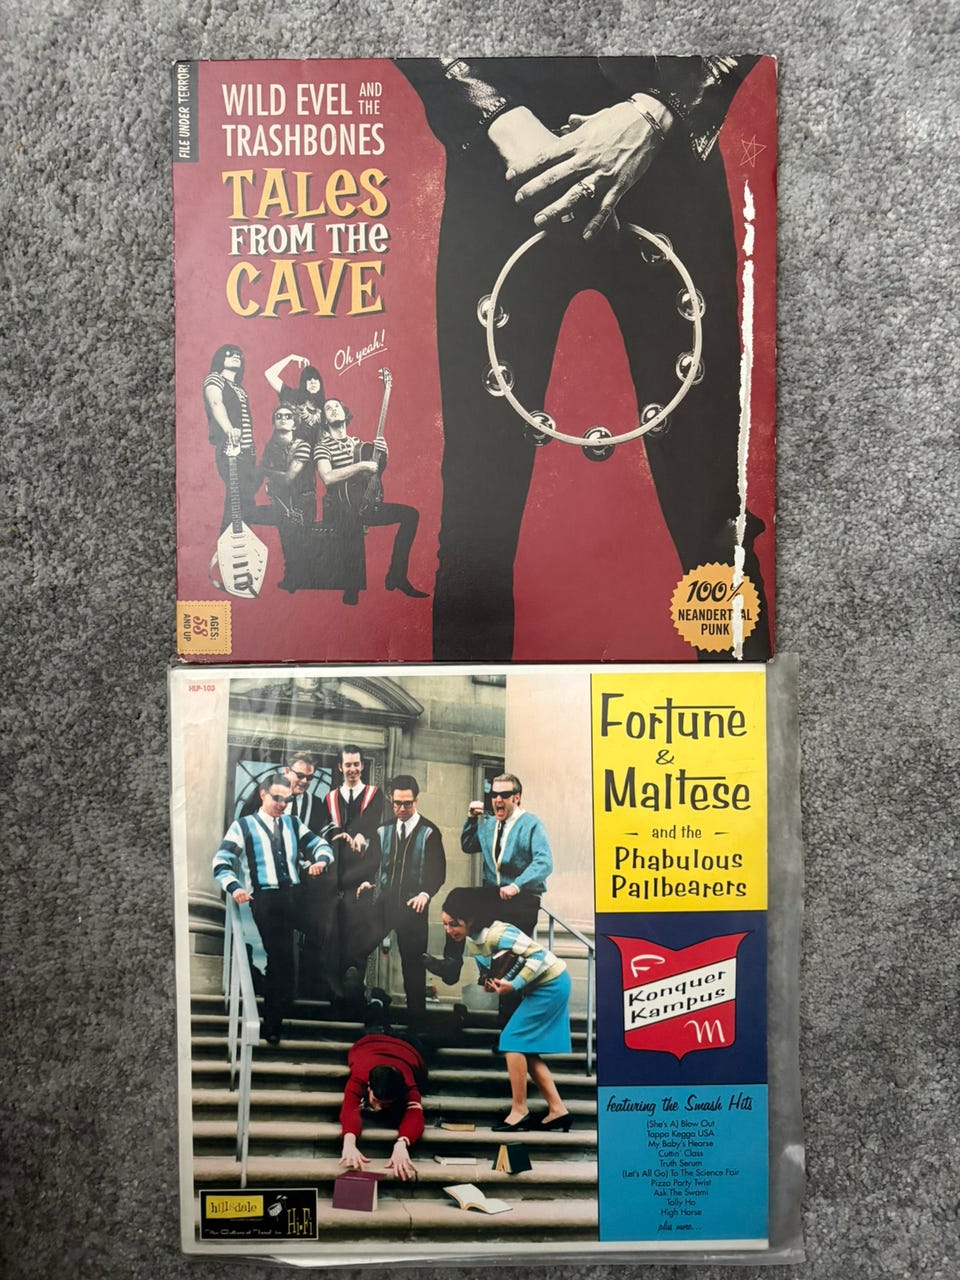 FILE UNDER TERROR!
WILD EVEL AND THE
TRASHBONES
TALES
FROM THE
CAVE
Oh yeah!
AGES:
58
AND UP
100%
NEANDERTAL
PUNK
HLP-103
Fortune
&
Maltese
and the
Phabulous
Pallbearers
F
Konquer
Kampus
M
featuring the Smash Hits
(She's A) Blow Out
Tappa Kegga USA
My Baby's Hearse
Cuttin' Class
Truth Serum
(Let's All Go) To The Science Fair
Pizza Party Twist
Ask The Swami
Tally Ho
High Horse
plus more...
hillsdale
Hi-Fi